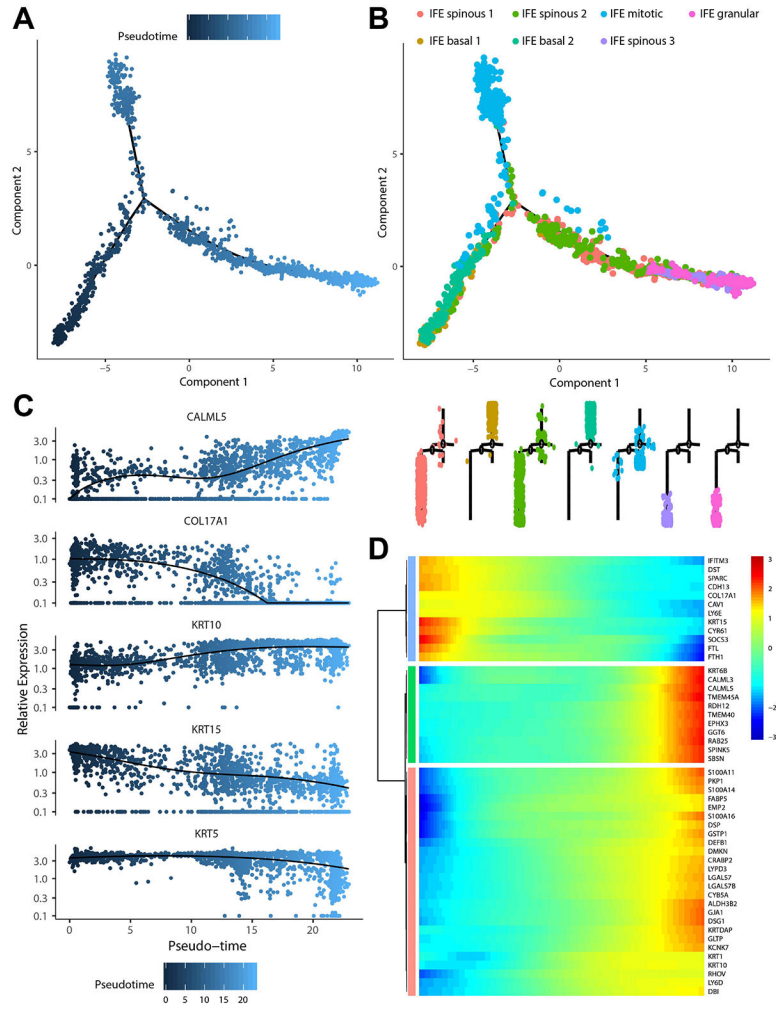 A
Pseudotime
Component 2
5
0
−5
0
5
10
Component 1
B
IFE spinous 1
IFE spinous 2
IFE mitotic
IFE granular
IFE basal 1
IFE basal 2
IFE spinous 3
Component 2
5
0
−5
0
5
10
Component 1
C
Relative Expression
CALML5
3.0
1.0
0.3
0.1
COL17A1
3.0
1.0
0.3
0.1
KRT10
3.0
1.0
0.3
0.1
KRT15
3.0
1.0
0.3
0.1
KRT5
3.0
1.0
0.3
0.1
0
5
10
15
20
Pseudo−time
Pseudotime
0 5 10 15 20
D
IFITM3
DST
SPARC
CDH13
COL17A1
CAV1
LY6E
KRT15
CYR61
SOCS3
FTL
FTH1
KRT6B
CALML3
CALML5
TMEM45A
RDH12
TMEM40
EPHX3
GGT6
RAB25
SPINK5
SBSN
S100A11
PKP1
S100A14
FABP5
EMP2
S100A16
DSP
GSTP1
DEFB1
DMKN
CRABP2
LYPD3
LGALS7
LGALS7B
CYB5A
ALDH3B2
GJA1
DSG1
KRTDAP
GLTP
KCNK7
KRT1
KRT10
RHOV
LY6D
DBI
3
2
1
0
−1
−2
−3